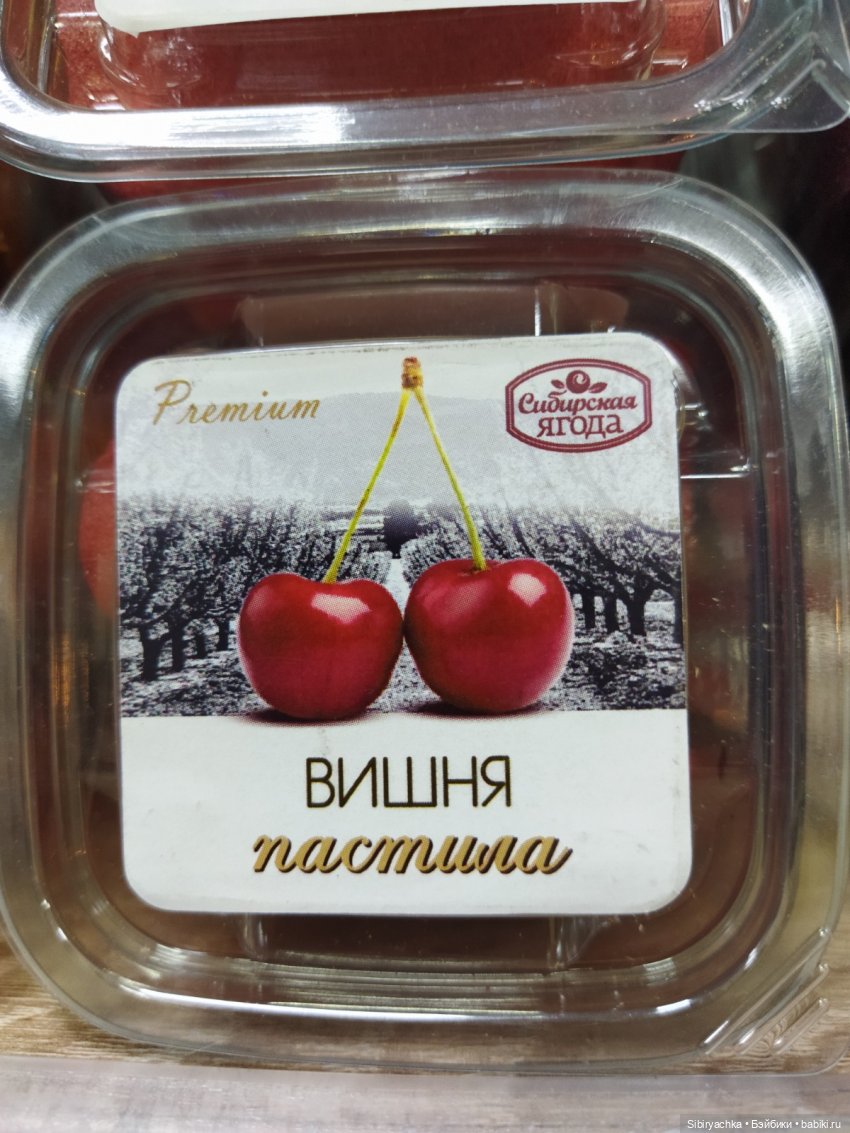 Premium
Сибирская
ЯГОДА
ВИШНЯ
пастила
Sibiryachka • Бэйбики • babiki.ru